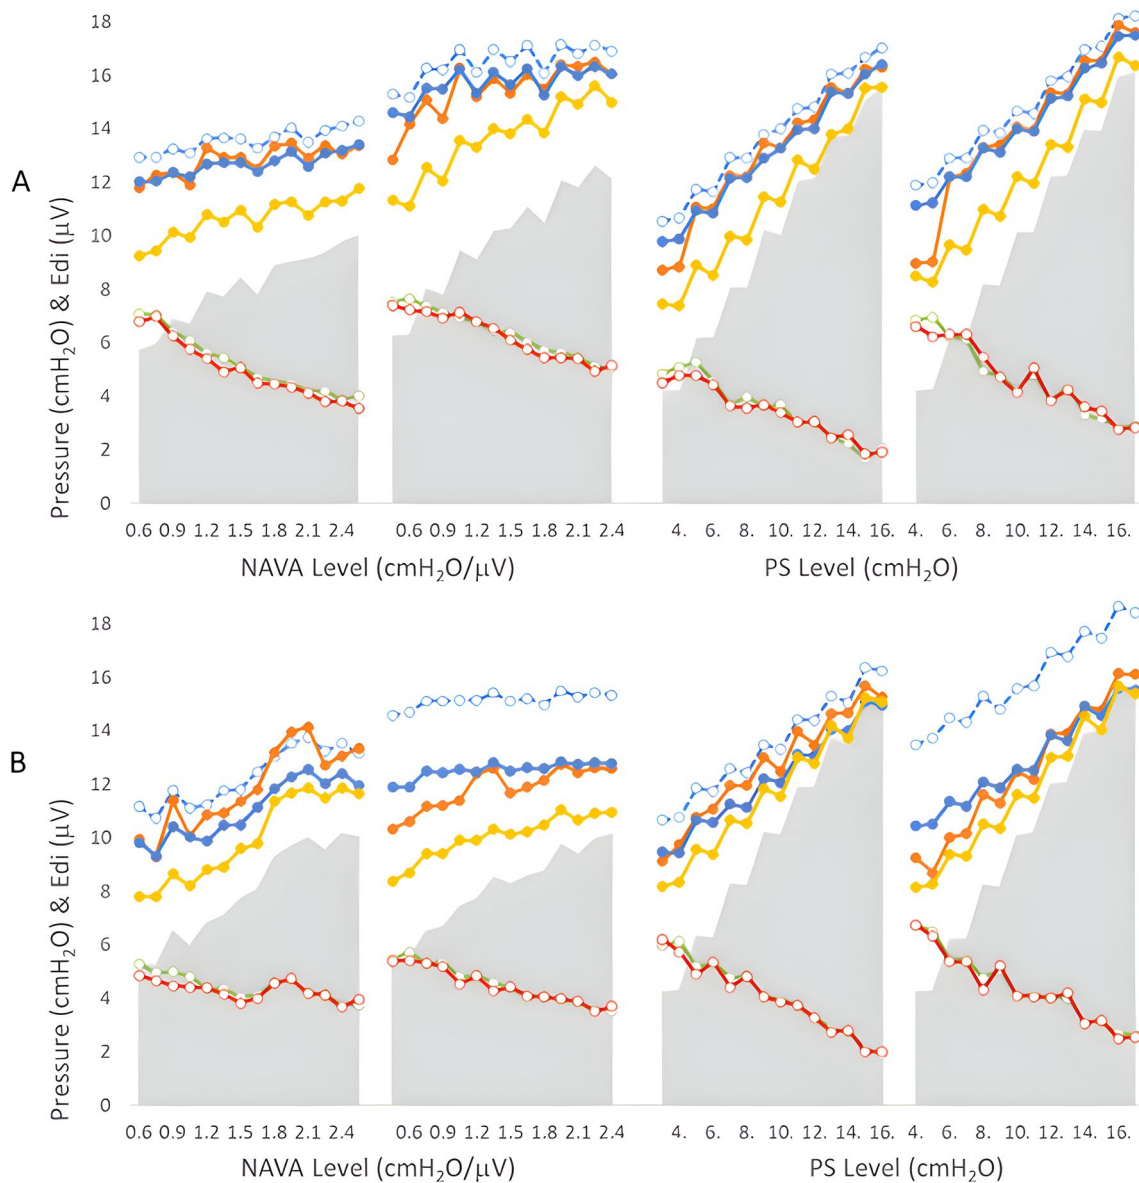 A
Pressure (cmH₂O) & Edi (μV)
18
16
14
12
10
8
6
4
2
0
0.6 0.9 1.2 1.5 1.8 2.1 2.4
0.6 0.9 1.2 1.5 1.8 2.1 2.4
4. 6. 8. 10. 12. 14. 16.
4. 6. 8. 10. 12. 14. 16.
NAVA Level (cmH₂O/μV)
PS Level (cmH₂O)
B
Pressure (cmH₂O) & Edi (μV)
18
16
14
12
10
8
6
4
2
0
0.6 0.9 1.2 1.5 1.8 2.1 2.4
0.6 0.9 1.2 1.5 1.8 2.1 2.4
4. 6. 8. 10. 12. 14. 16.
4. 6. 8. 10. 12. 14. 16.
NAVA Level (cmH₂O/μV)
PS Level (cmH₂O)